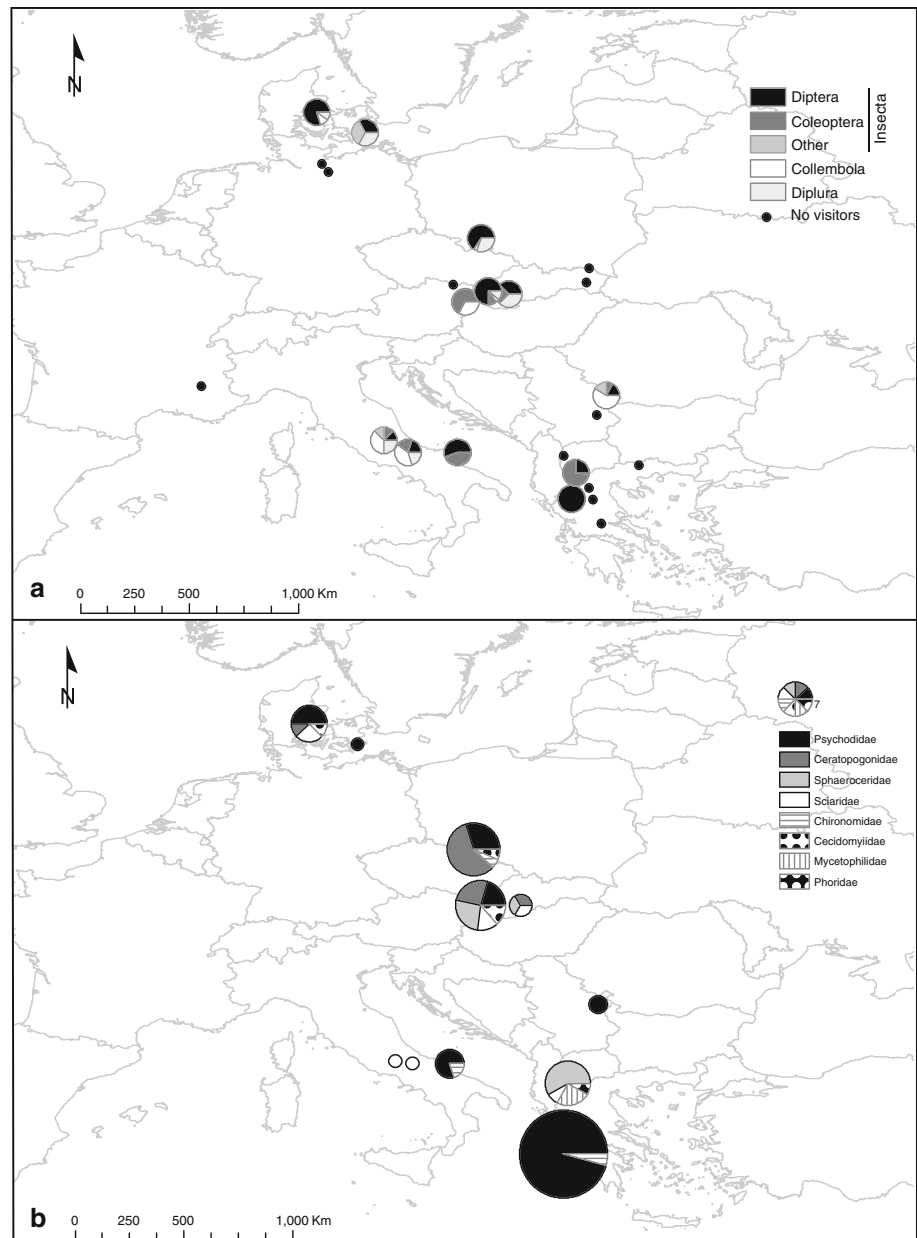 N
Diptera
Coleoptera
Other
Insecta
Collembola
Diplura
No visitors
a
0 250 500 1,000 Km
N
7
Psychodidae
Ceratopogonidae
Sphaeroceridae
Sciaridae
Chironomidae
Cecidomyiidae
Mycetophilidae
Phoridae
b
0 250 500 1,000 Km